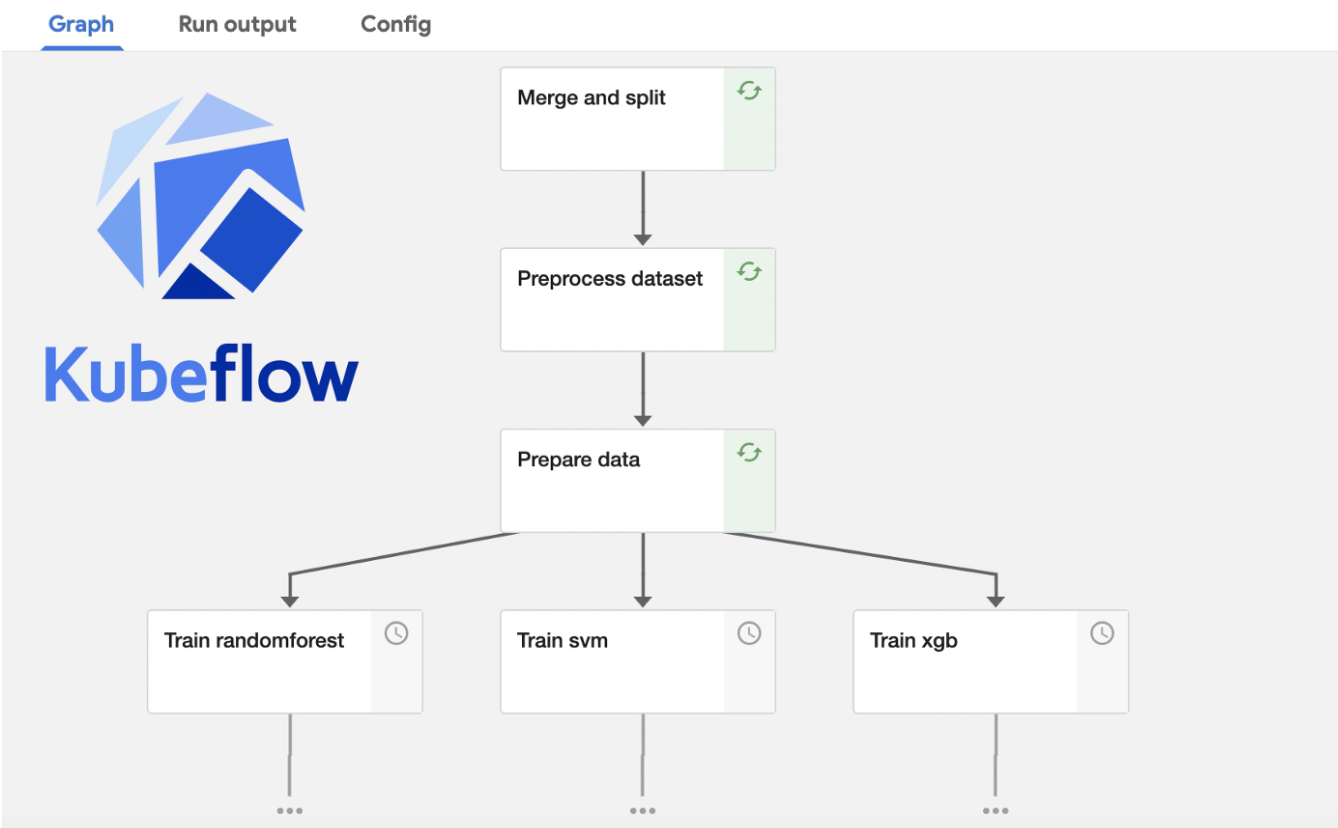 Graph Run output Config
Merge and split
Preprocess dataset
Kubeflow
Prepare data
Train randomforest Train svm Train xgb